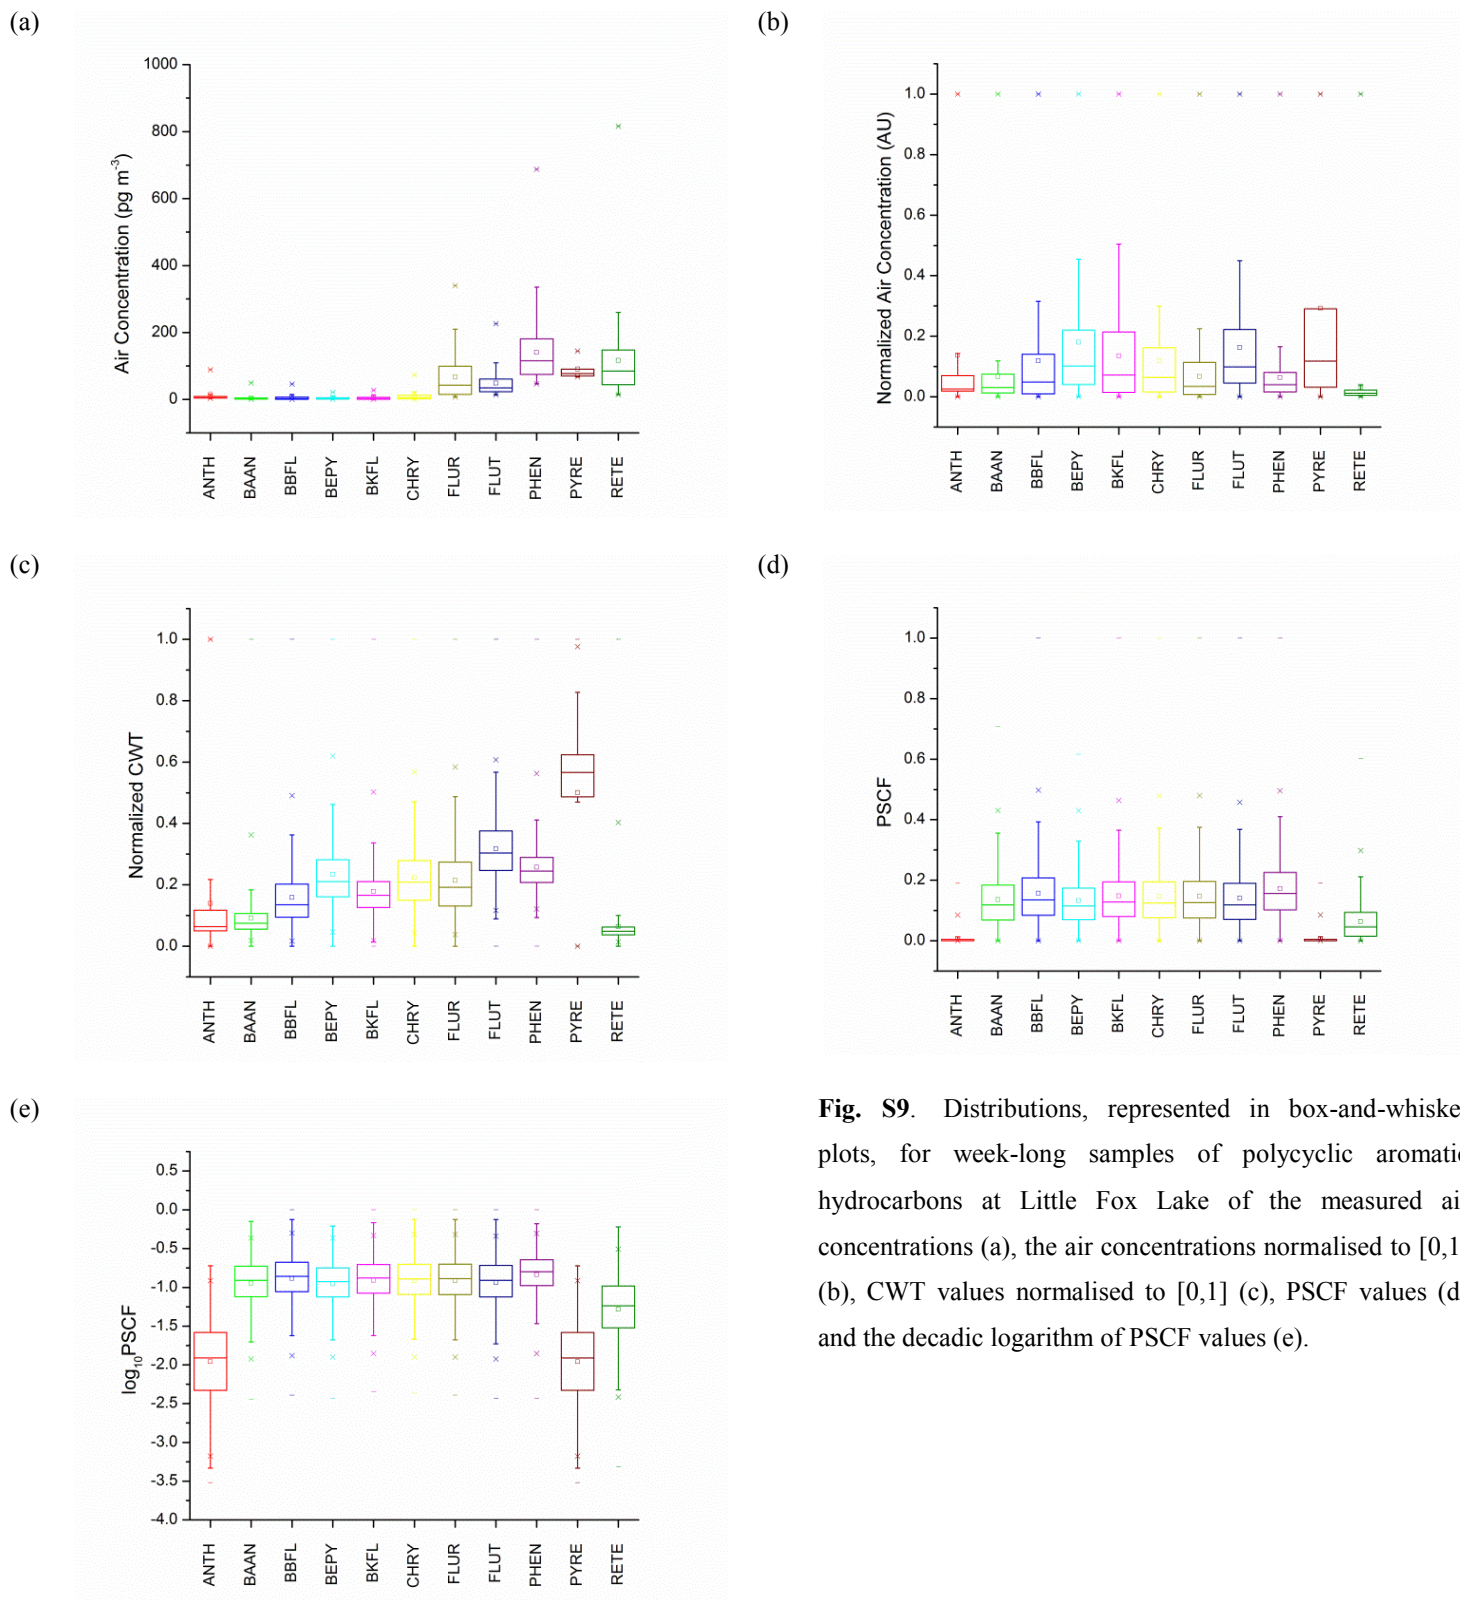 (a)
1000
800
600
400
200
0
Air Concentration (pg m⁻³)
ANTH BAAN BBFL BEPY BKFL CHRY FLUR FLUT PHEN PYRE RETE
(b)
1.0
0.8
0.6
0.4
0.2
0.0
Normalized Air Concentration (AU)
ANTH BAAN BBFL BEPY BKFL CHRY FLUR FLUT PHEN PYRE RETE
(c)
1.0
0.8
0.6
0.4
0.2
0.0
Normalized CWT
ANTH BAAN BBFL BEPY BKFL CHRY FLUR FLUT PHEN PYRE RETE
(d)
1.0
0.8
0.6
0.4
0.2
0.0
PSCF
ANTH BAAN BBFL BEPY BKFL CHRY FLUR FLUT PHEN PYRE RETE
(e)
0.5
0.0
-0.5
-1.0
-1.5
-2.0
-2.5
-3.0
-3.5
-4.0
log₁₀PSCF
ANTH BAAN BBFL BEPY BKFL CHRY FLUR FLUT PHEN PYRE RETE
Fig. S9. Distributions, represented in box-and-whiske
plots, for week-long samples of polycyclic aromati
hydrocarbons at Little Fox Lake of the measured ai
concentrations (a), the air concentrations normalised to [0,1
(b), CWT values normalised to [0,1] (c), PSCF values (d
and the decadic logarithm of PSCF values (e).